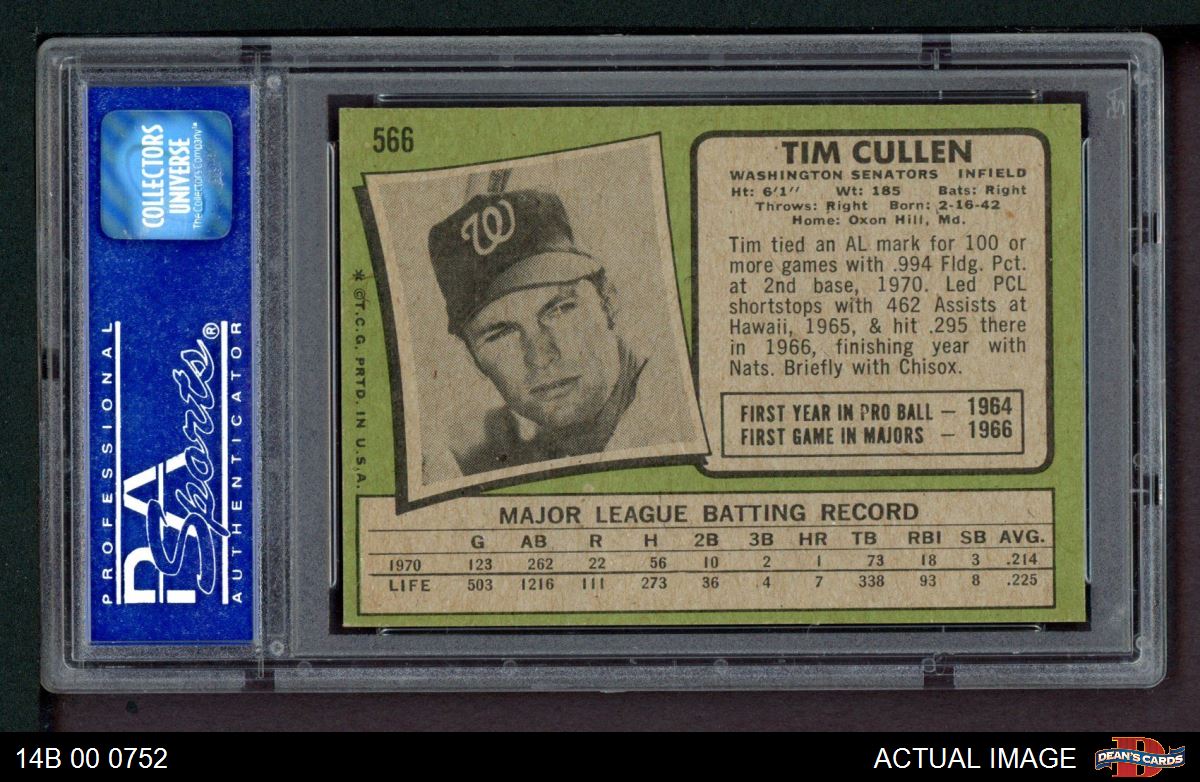 COLLECTORS
UNIVERSE
The Collectors Company™
PROFESSIONAL
PSA
Sports®
AUTHENTICATOR
566
W
* ©T.C.G. PRTD. IN U.S.A.
TIM CULLEN
WASHINGTON SENATORS INFIELD
Ht: 6'1" Wt: 185 Bats: Right
Throws: Right Born: 2-16-42
Home: Oxon Hill, Md.
Tim tied an AL mark for 100 or
more games with .994 Fldg. Pct.
at 2nd base, 1970. Led PCL
shortstops with 462 Assists at
Hawaii, 1965, & hit .295 there
in 1966, finishing year with
Nats. Briefly with Chisox.
FIRST YEAR IN PRO BALL — 1964
FIRST GAME IN MAJORS — 1966
MAJOR LEAGUE BATTING RECORD
G AB R H 2B 3B HR TB RBI SB AVG.
1970 123 262 22 56 10 2 1 73 18 3 .214
LIFE 503 1216 111 273 36 4 7 338 93 8 .225
14B 00 0752
ACTUAL IMAGE
D
DEAN'S CARDS